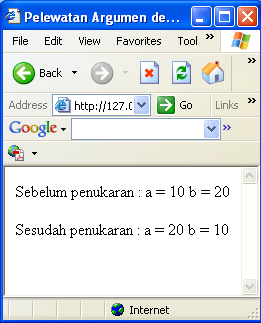 Pelewatan Argumen de...
File Edit View Favorites Tool »
Back
Address http://127.0 Go Links »
Google »
Sebelum penukaran : a = 10 b = 20
Sesudah penukaran : a = 20 b = 10
Internet